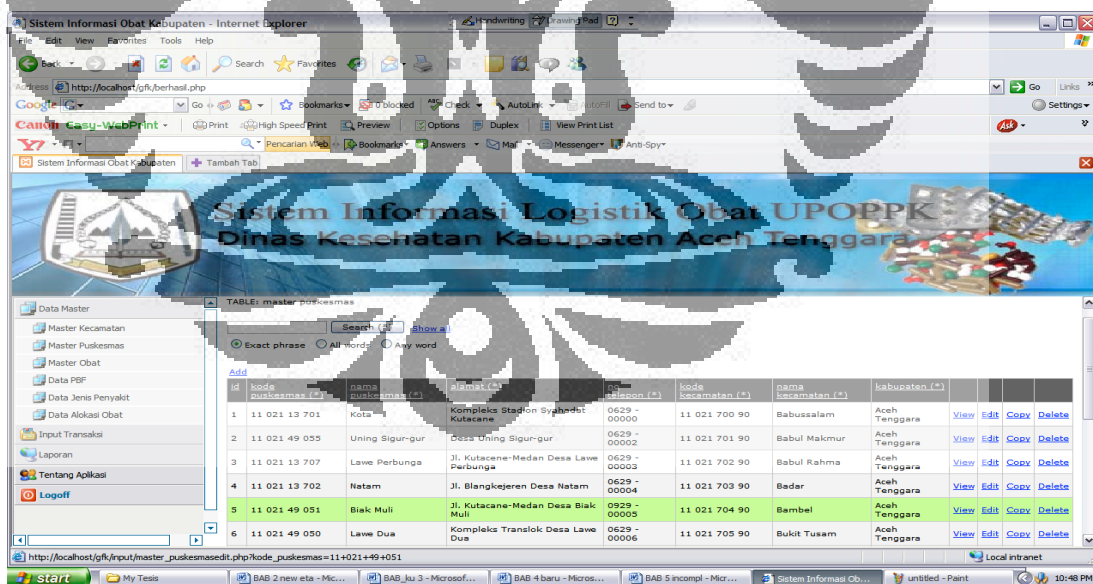 Sistem Informasi Obat Kabupaten - Internet Explorer
Handwriting Drawing Pad
File Edit View Favorites Tools Help
Back Search Favorites
Address http://localhost/gfk/berhasil.php Go Links
Google Go Bookmarks 0 blocked Check AutoLink AutoFill Send to Settings
Canon Easy-WebPrint Print High Speed Print Preview Options Duplex View Print List Ask
Pencarian Web Bookmarks Answers Mail Messenger Anti-Spy
Sistem Informasi Obat Kabupaten Tambah Tab
Sistem Informasi Logistik Obat UPOPPK
Dinas Kesehatan Kabupaten Aceh Tenggara
Data Master
Master Kecamatan
Master Puskesmas
Master Obat
Data PBF
Data Jenis Penyakit
Data Alokasi Obat
Input Transaksi
Laporan
Tentang Aplikasi
Logoff
TABLE: master puskesmas
Search (*) Show all
Exact phrase All words Any word
Add
id kode puskesmas (*) nama puskesmas (*) alamat (*) no telepon (*) kode kecamatan (*) nama kecamatan (*) kabupaten (*)
1 11 021 13 701 Kota Kompleks Stadion Syahadat Kutacane 0629 - 00000 11 021 700 90 Babussalam Aceh Tenggara View Edit Copy Delete
2 11 021 49 055 Uning Sigur-gur Desa Uning Sigur-gur 0629 - 00002 11 021 701 90 Babul Makmur Aceh Tenggara View Edit Copy Delete
3 11 021 13 707 Lawe Perbunga Jl. Kutacene-Medan Desa Lawe Perbunga 0629 - 00003 11 021 702 90 Babul Rahma Aceh Tenggara View Edit Copy Delete
4 11 021 13 702 Natam Jl. Blangkejeren Desa Natam 0629 - 00004 11 021 703 90 Badar Aceh Tenggara View Edit Copy Delete
5 11 021 49 051 Biak Muli Jl. Kutacane-Medan Desa Biak Muli 0929 - 00005 11 021 704 90 Bambel Aceh Tenggara View Edit Copy Delete
6 11 021 49 050 Lawe Dua Kompleks Translok Desa Lawe Dua 0629 - 00006 11 021 705 90 Bukit Tusam Aceh Tenggara View Edit Copy Delete
http://localhost/gfk/input/master_puskesmasedit.php?kode_puskesmas=11+021+49+051 Local intranet
start My Tesis BAB 2 new eta - Mic... BAB_ku 3 - Microsof... BAB 4 baru - Micros... BAB 5 incompl - Micr... Sistem Informasi Ob... untitled - Paint 10:48 PM